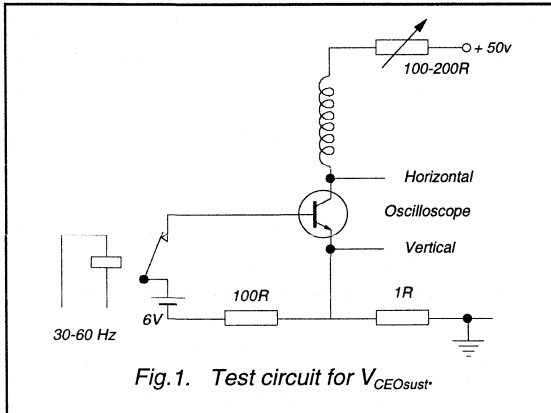 + 50v
100-200R
Horizontal
Oscilloscope
Vertical
100R
1R
6V
30-60 Hz
Fig.1. Test circuit for VCEOsust.